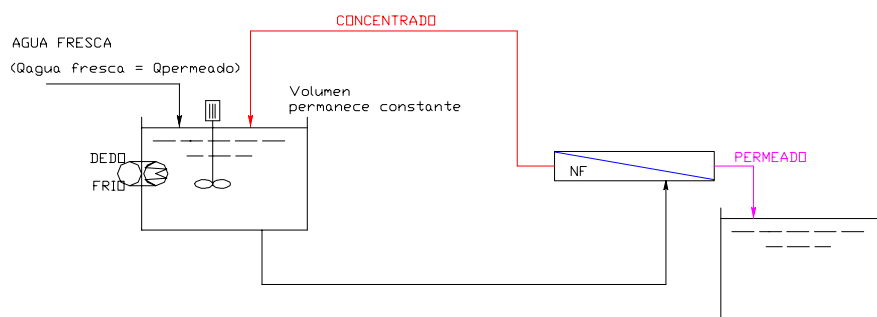 CONCENTRADO
AGUA FRESCA
(Qagua fresca = Qpermeado)
Volumen
permanece constante
DEDO
FRIO
NF
PERMEADO